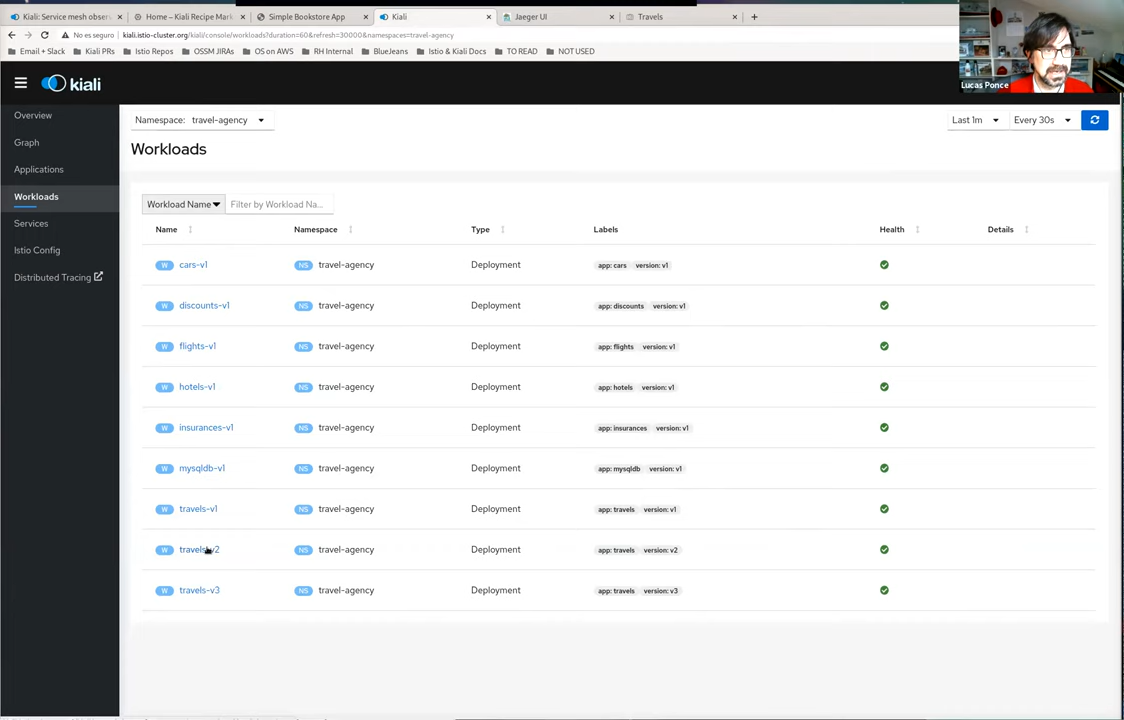 Kiali: Service mesh obser
Home – Kiali Recipe Mark
Simple Bookstore App
Kiali
Jaeger UI
Travels
No es seguro
kiali.istio-cluster.org/kiali/console/workloads?duration=60&refresh=30000&namespaces=travel-agency
Email + Slack
Kiali PRs
Istio Repos
OSSM JIRAs
OS on AWS
RH Internal
BlueJeans
Istio & Kiali Docs
TO READ
NOT USED
Lucas Ponce
kiali
Overview
Graph
Applications
Workloads
Services
Istio Config
Distributed Tracing
Namespace: travel-agency
Last 1m
Every 30s
Workloads
Workload Name
Filter by Workload Na...
Name Namespace Type Labels Health Details
W cars-v1 NS travel-agency Deployment app: cars version: v1
W discounts-v1 NS travel-agency Deployment app: discounts version: v1
W flights-v1 NS travel-agency Deployment app: flights version: v1
W hotels-v1 NS travel-agency Deployment app: hotels version: v1
W insurances-v1 NS travel-agency Deployment app: insurances version: v1
W mysqldb-v1 NS travel-agency Deployment app: mysqldb version: v1
W travels-v1 NS travel-agency Deployment app: travels version: v1
W travels-v2 NS travel-agency Deployment app: travels version: v2
W travels-v3 NS travel-agency Deployment app: travels version: v3